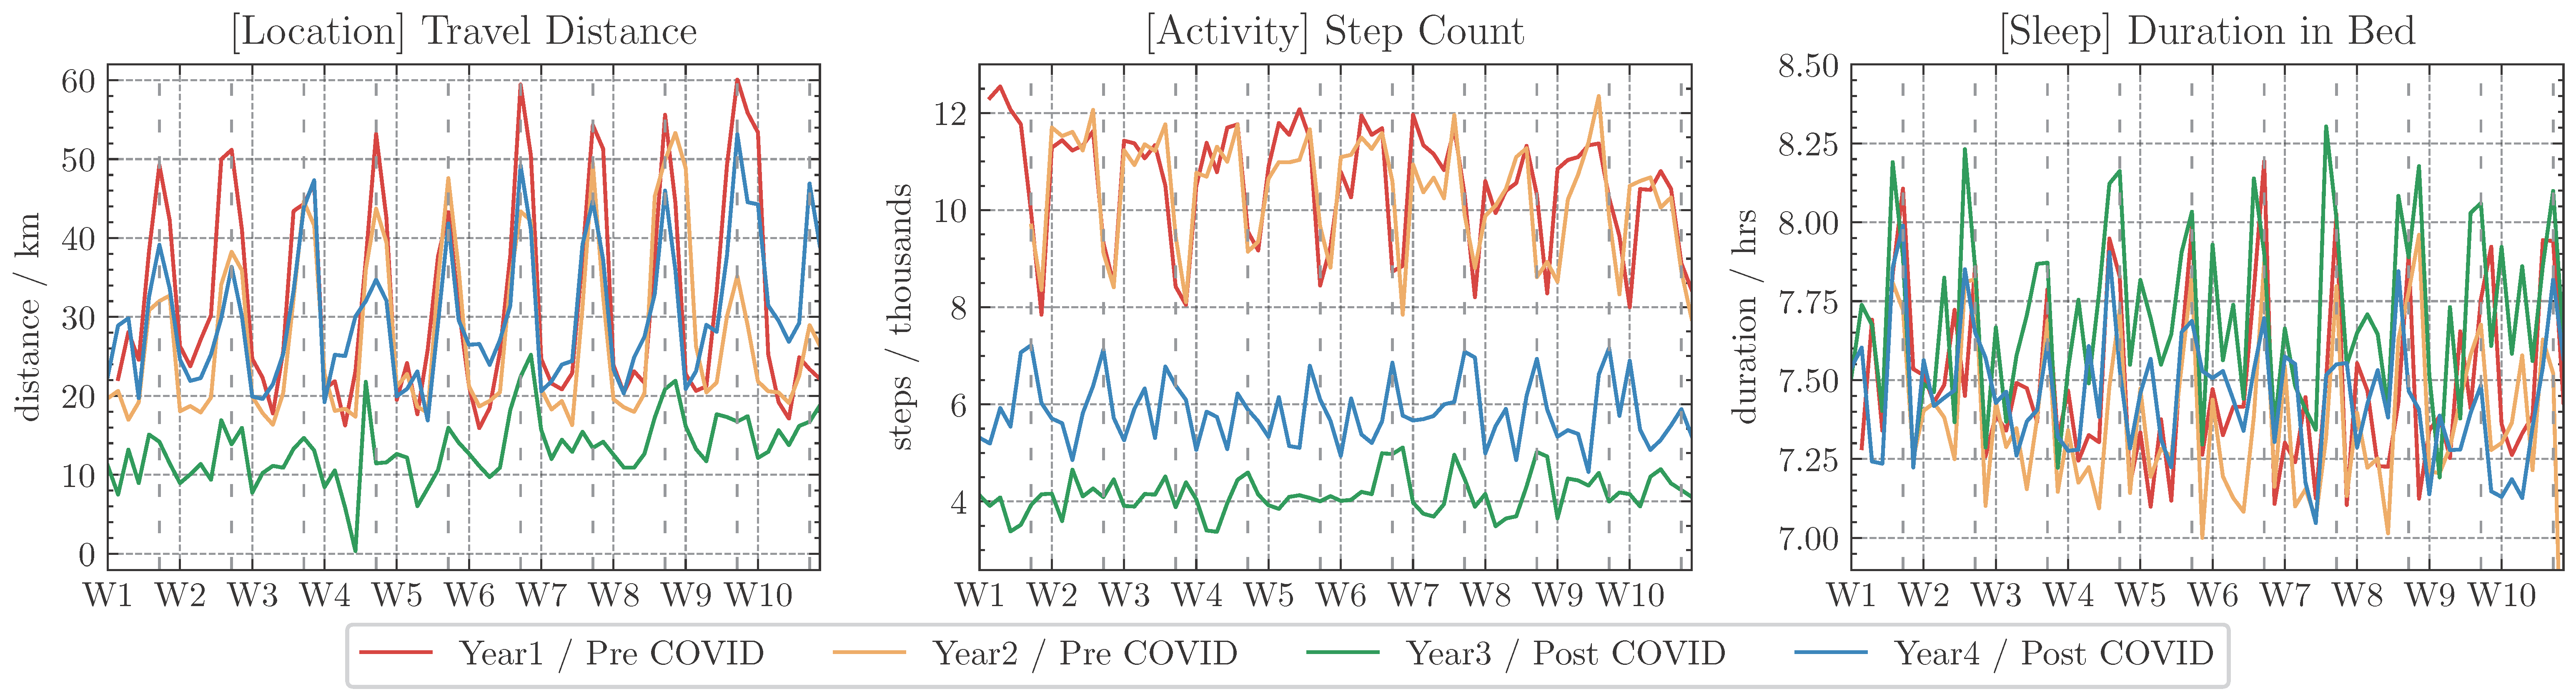 [Location] Travel Distance
distance / km
60
50
40
30
20
10
0
W1 W2 W3 W4 W5 W6 W7 W8 W9 W10
[Activity] Step Count
steps / thousands
12
10
8
6
4
W1 W2 W3 W4 W5 W6 W7 W8 W9 W10
[Sleep] Duration in Bed
duration / hrs
8.50
8.25
8.00
7.75
7.50
7.25
7.00
W1 W2 W3 W4 W5 W6 W7 W8 W9 W10
Year1 / Pre COVID Year2 / Pre COVID Year3 / Post COVID Year4 / Post COVID